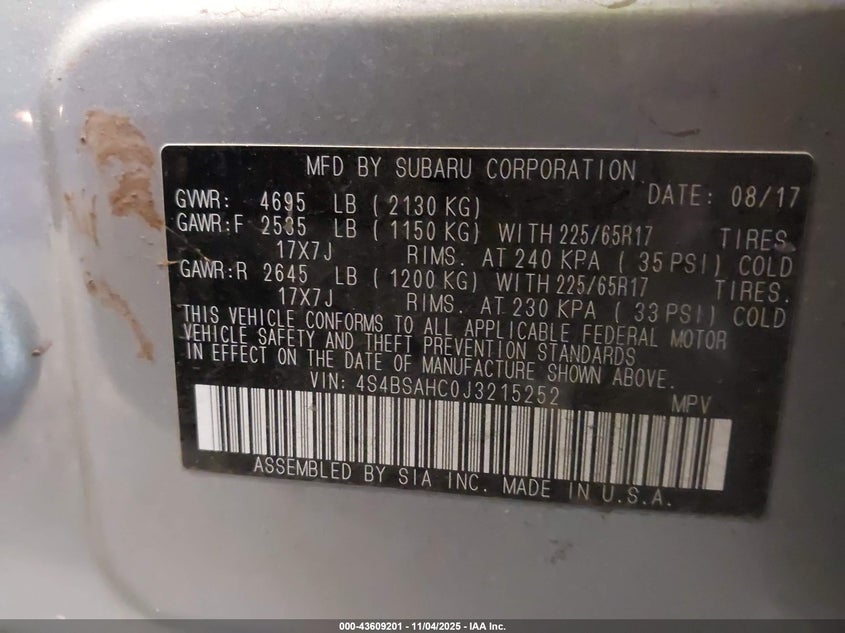 MFD BY SUBARU CORPORATION
DATE: 08/17
GVWR: 4695 LB ( 2130 KG)
GAWR:F 2535 LB ( 1150 KG) WITH 225/65R17 TIRES,
17X7J RIMS. AT 240 KPA ( 35 PSI) COLD
GAWR:R 2645 LB ( 1200 KG) WITH 225/65R17 TIRES.
17X7J RIMS. AT 230 KPA ( 33 PSI) COLD
THIS VEHICLE CONFORMS TO ALL APPLICABLE FEDERAL MOTOR
VEHICLE SAFETY AND THEFT PREVENTION STANDARDS
IN EFFECT ON THE DATE OF MANUFACTURE SHOWN ABOVE.
VIN: 4S4BSAHC0J3215252 MPV
ASSEMBLED BY SIA INC. MADE IN U.S.A.
000-43609201 - 11/04/2025 - IAA Inc.